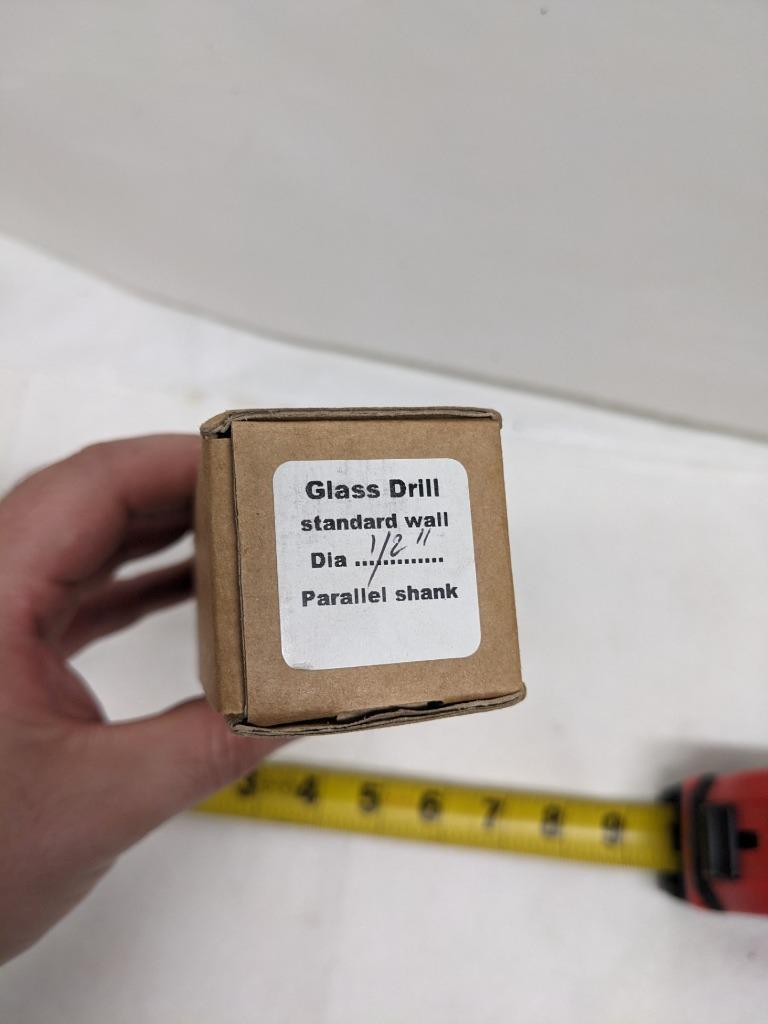 Glass Drill
standard wall
Dia .............. 1/2"
Parallel shank
3 4 5 6 7 8 9